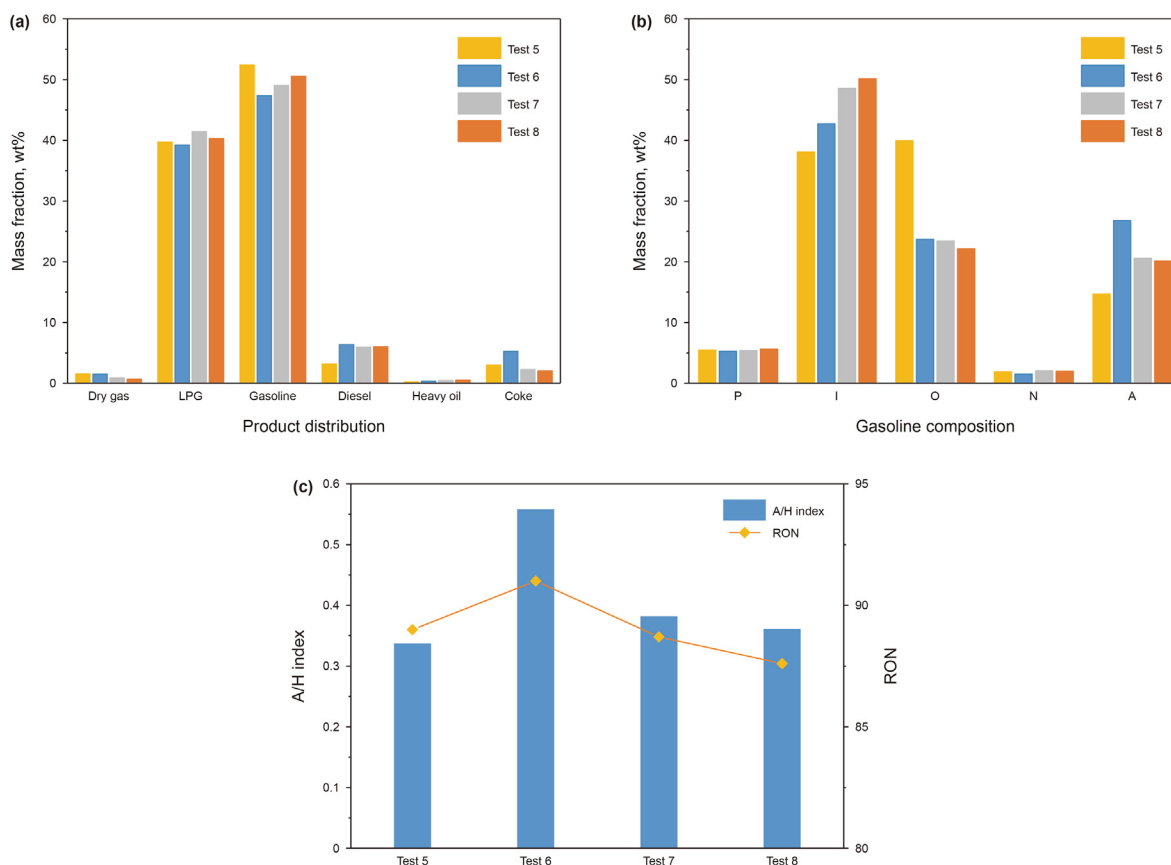 (a)
60
50
40
30
20
10
0
Mass fraction, wt%
Test 5
Test 6
Test 7
Test 8
Dry gas LPG Gasoline Diesel Heavy oil Coke
Product distribution
(b)
60
50
40
30
20
10
0
Mass fraction, wt%
Test 5
Test 6
Test 7
Test 8
P I O N A
Gasoline composition
(c)
0.6
0.5
0.4
0.3
0.2
0.1
0
A/H index
A/H index
RON
95
90
85
80
RON
Test 5 Test 6 Test 7 Test 8